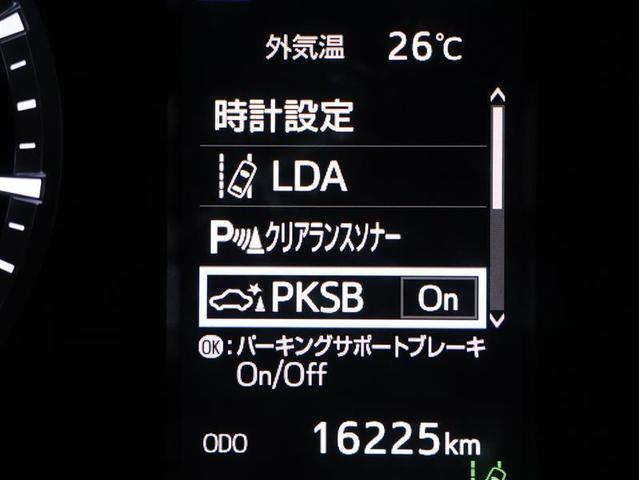 外気温 26℃
時計設定
LDA
Pクリアランスソナー
PKSB On
OK:パーキングサポートブレーキ
On/Off
ODO 16225km